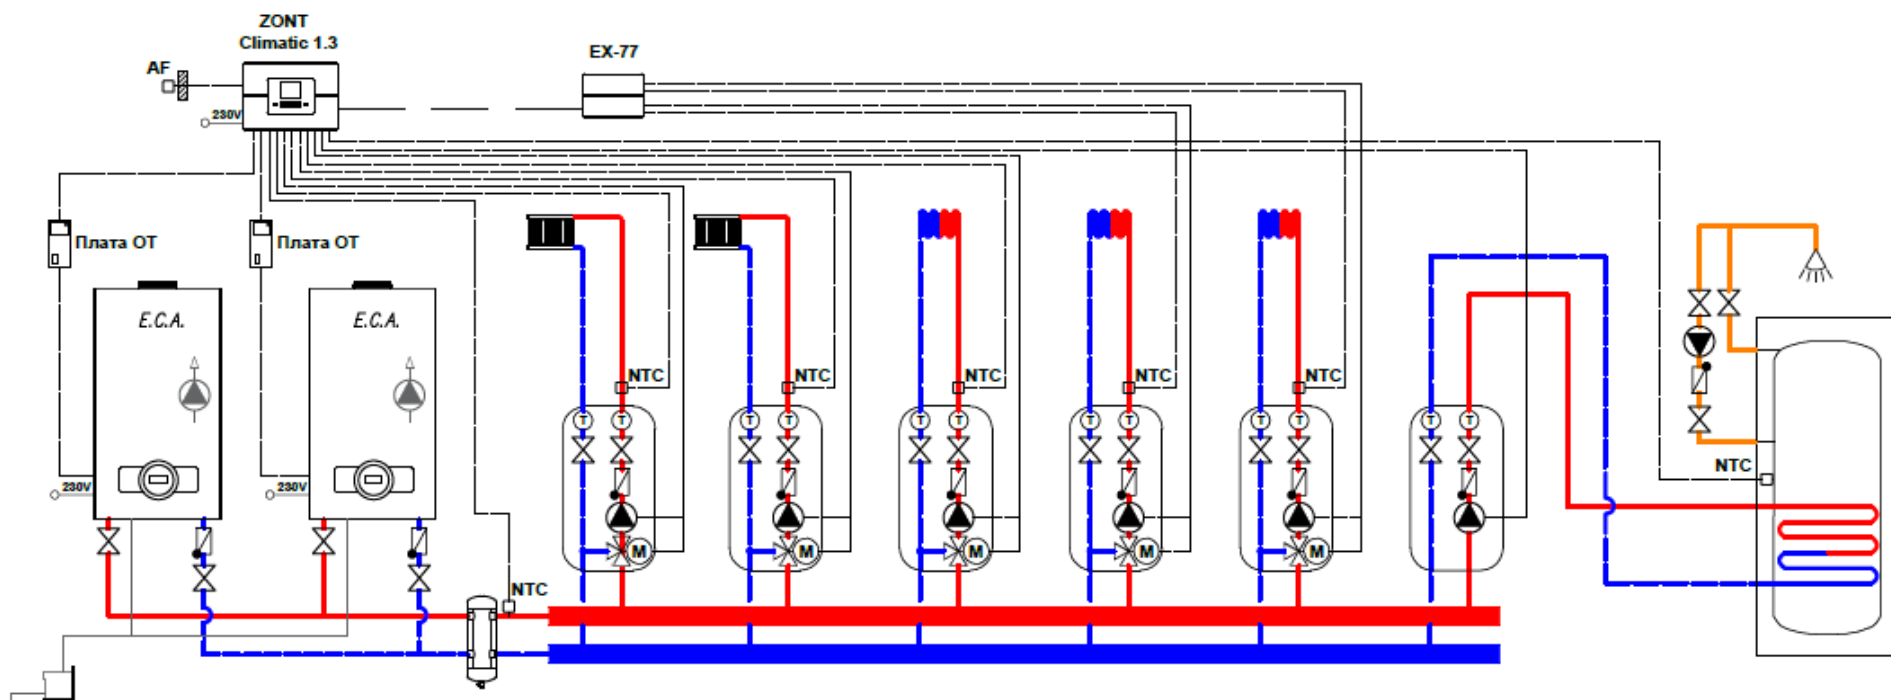 ZONT
Climatic 1.3
EX-77
AF
230V
Плата ОТ
Плата ОТ
E.C.A.
E.C.A.
NTC
NTC
NTC
NTC
NTC
T
T
T
T
T
T
T
T
T
T
T
T
NTC
230V
230V
M
M
M
M
M
NTC